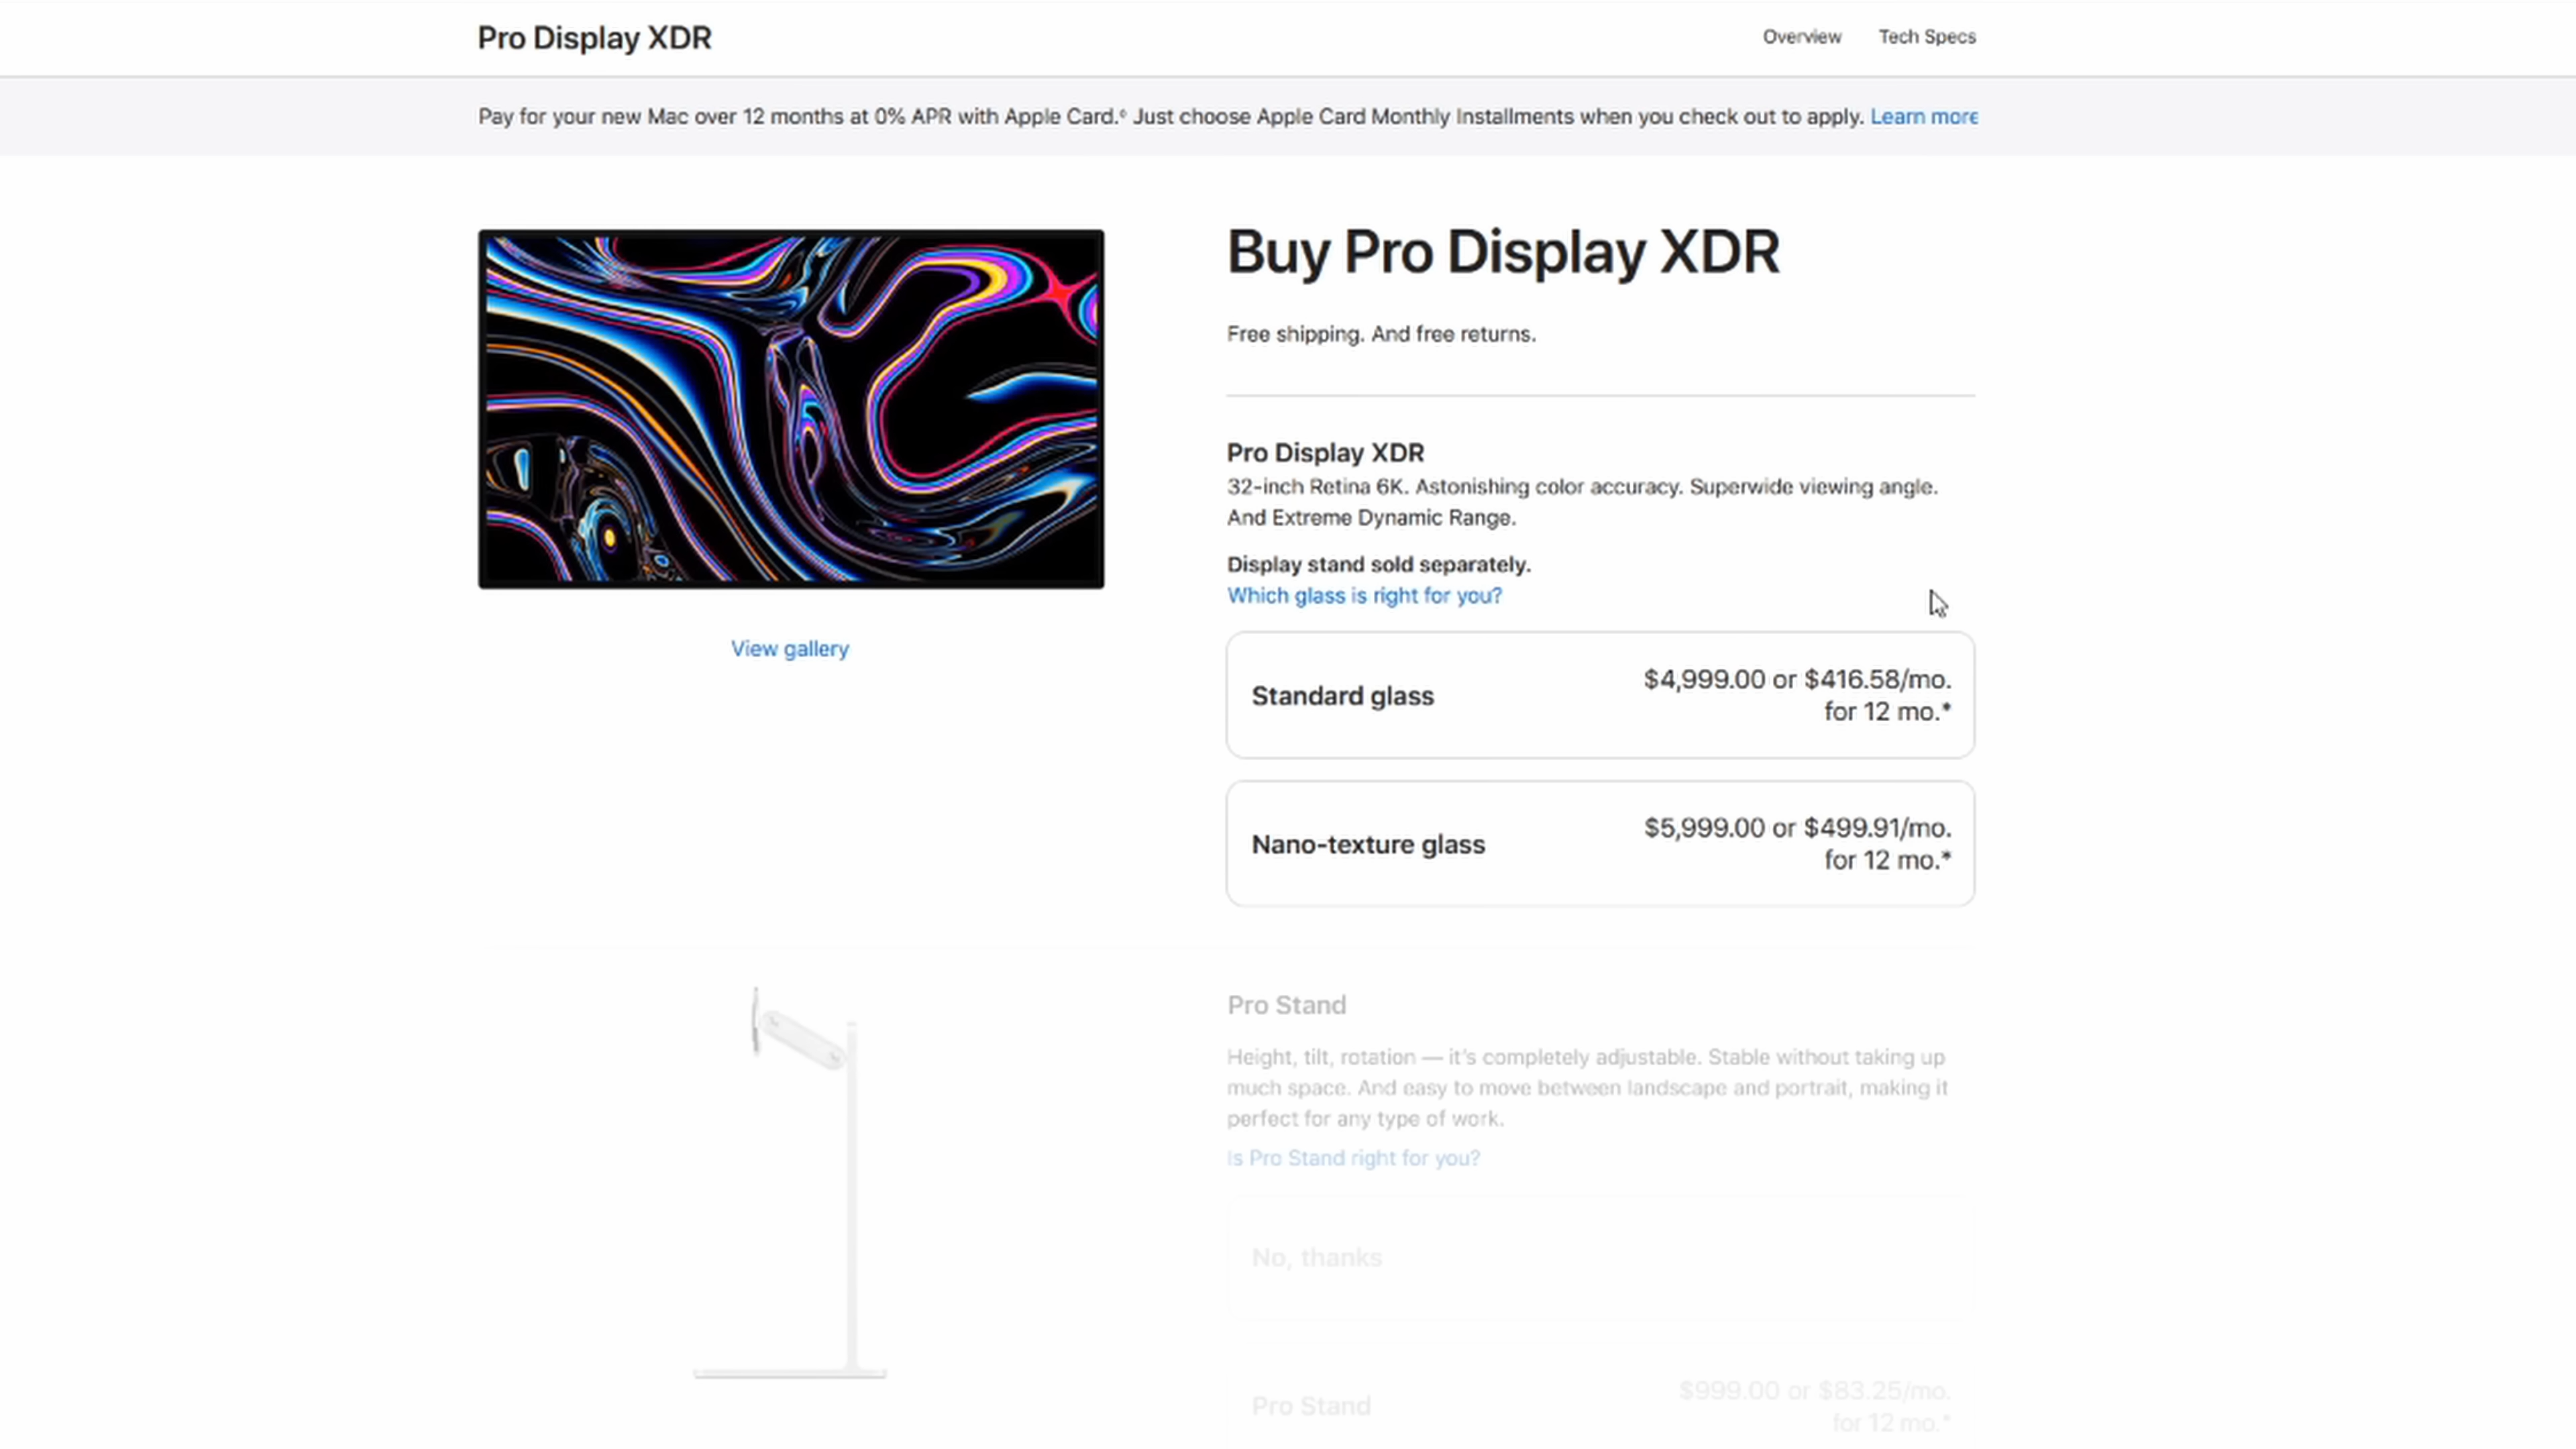 Pro Display XDR
Overview
Tech Specs
Pay for your new Mac over 12 months at 0% APR with Apple Card.◊ Just choose Apple Card Monthly Installments when you check out to apply. Learn more
Buy Pro Display XDR
Free shipping. And free returns.
Pro Display XDR
32-inch Retina 6K. Astonishing color accuracy. Superwide viewing angle.
And Extreme Dynamic Range.
Display stand sold separately.
Which glass is right for you?
View gallery
Standard glass
$4,999.00 or $416.58/mo.
for 12 mo.*
Nano-texture glass
$5,999.00 or $499.91/mo.
for 12 mo.*
Pro Stand
Height, tilt, rotation — it's completely adjustable. Stable without taking up
much space. And easy to move between landscape and portrait, making it
perfect for any type of work.
Is Pro Stand right for you?
No, thanks
Pro Stand
$999.00 or $83.25/mo.
for 12 mo.*